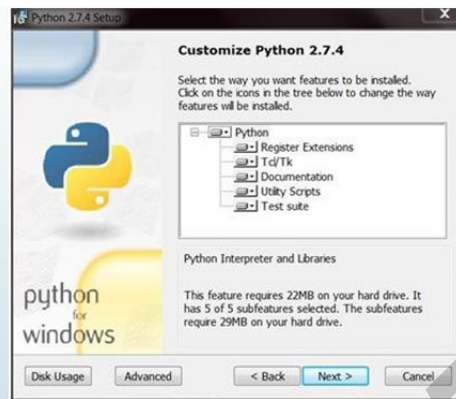 Python 2.7.4 Setup
X
Customize Python 2.7.4
Select the way you want features to be installed.
Click on the icons in the tree below to change the way
features will be installed.
Python
Register Extensions
Tcl/Tk
Documentation
Utility Scripts
Test suite
Python Interpreter and Libraries
This feature requires 22MB on your hard drive. It
has 5 of 5 subfeatures selected. The subfeatures
require 29MB on your hard drive.
python
for
windows
Disk Usage
Advanced
< Back
Next >
Cancel